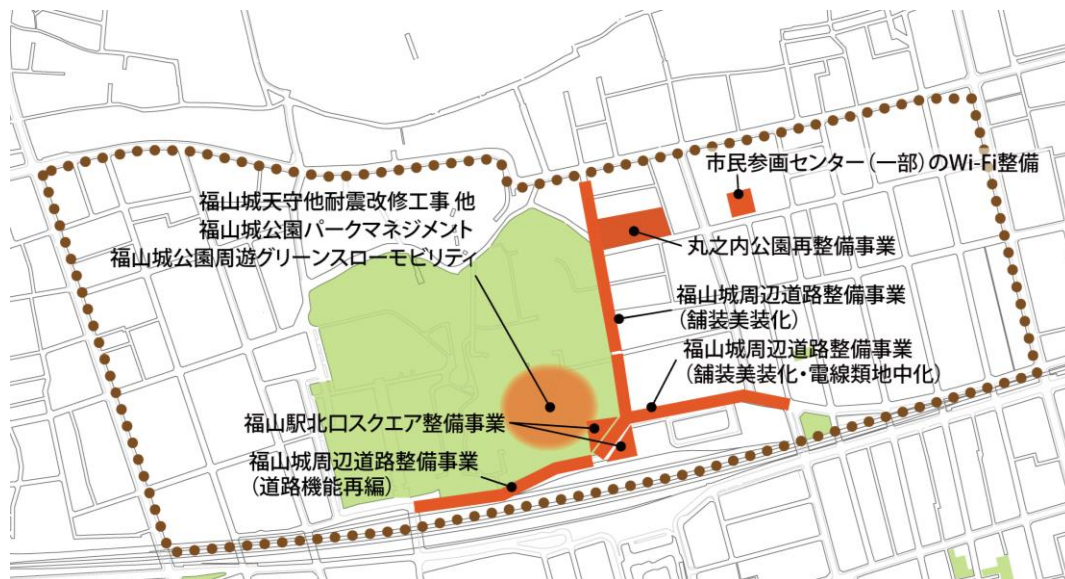 市民参画センター（一部）のWi-Fi整備
福山城天守他耐震改修工事 他
福山城公園パークマネジメント
福山城公園周遊グリーンスローモビリティ
丸之内公園再整備事業
福山城周辺道路整備事業
（舗装美装化）
福山城周辺道路整備事業
（舗装美装化・電線類地中化）
福山駅北口スクエア整備事業
福山城周辺道路整備事業
（道路機能再編）